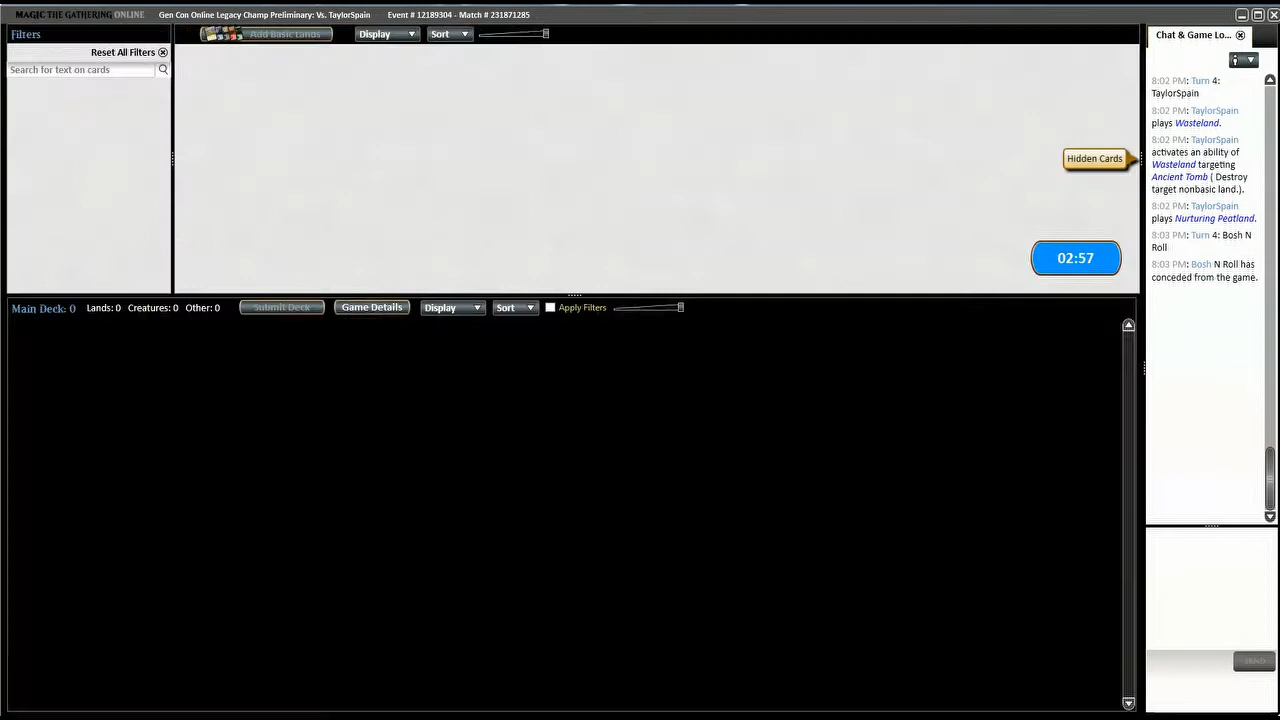 MAGIC THE GATHERING ONLINE Gen Con Online Legacy Champ Preliminary: Vs. TaylorSpain Event # 12189304 - Match # 231871285
Filters
Add Basic Lands Display Sort
Reset All Filters
Search for text on cards
Hidden Cards
02:57
Main Deck: 0 Lands: 0 Creatures: 0 Other: 0 Submit Deck Game Details Display Sort Apply Filters
Chat & Game Lo...
8:02 PM: Turn 4:
TaylorSpain
8:02 PM: TaylorSpain
plays Wasteland.
8:02 PM: TaylorSpain
activates an ability of
Wasteland targeting
Ancient Tomb ( Destroy
target nonbasic land.).
8:02 PM: TaylorSpain
plays Nurturing Peatland.
8:03 PM: Turn 4: Bosh N
Roll
8:03 PM: Bosh N Roll has
conceded from the game.
SEND